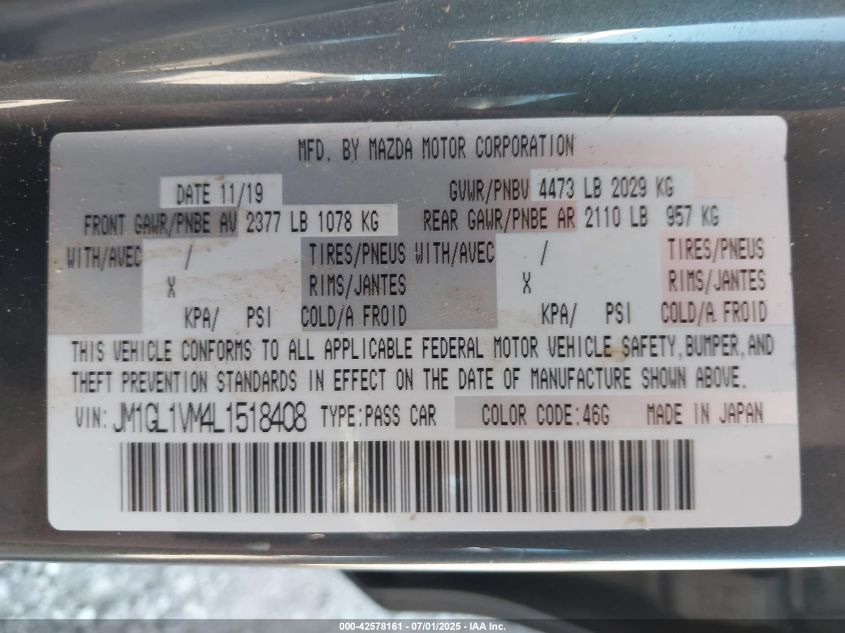 MFD. BY MAZDA MOTOR CORPORATION
DATE 11/19 GVWR/PNBV 4473 LB 2029 KG
FRONT GAWR/PNBE AV 2377 LB 1078 KG REAR GAWR/PNBE AR 2110 LB 957 KG
WITH/AVEC / TIRES/PNEUS WITH/AVEC / TIRES/PNEUS
X RIMS/JANTES X RIMS/JANTES
KPA/ PSI COLD/A FROID KPA/ PSI COLD/A FROID
THIS VEHICLE CONFORMS TO ALL APPLICABLE FEDERAL MOTOR VEHICLE SAFETY, BUMPER, AND
THEFT PREVENTION STANDARDS IN EFFECT ON THE DATE OF MANUFACTURE SHOWN ABOVE.
VIN: JM1GL1VM4L1518408 TYPE:PASS CAR COLOR CODE:46G MADE IN JAPAN
000-42578161 - 07/01/2025 - IAA Inc.